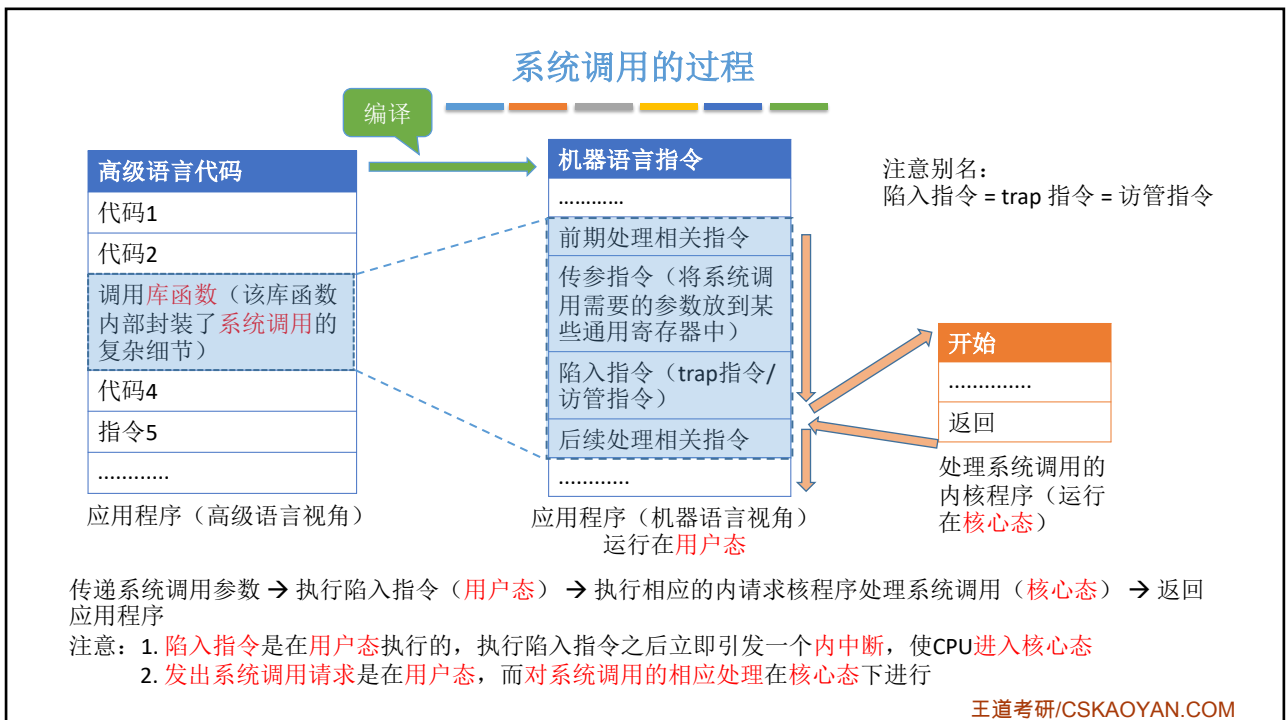 系统调用的过程
编译
高级语言代码
代码1
代码2
调用库函数（该库函数
内部封装了系统调用的
复杂细节）
代码4
指令5
............
应用程序（高级语言视角）
机器语言指令
............
前期处理相关指令
传参指令（将系统调
用需要的参数放到某
些通用寄存器中）
陷入指令（trap指令/
访管指令）
后续处理相关指令
............
应用程序（机器语言视角）
运行在用户态
注意别名：
陷入指令 = trap 指令 = 访管指令
开始
..............
返回
处理系统调用的
内核程序（运行
在核心态）
传递系统调用参数 → 执行陷入指令（用户态） → 执行相应的内请求核程序处理系统调用（核心态） → 返回
应用程序
注意：1. 陷入指令是在用户态执行的，执行陷入指令之后立即引发一个内中断，使CPU进入核心态
2. 发出系统调用请求是在用户态，而对系统调用的相应处理在核心态下进行
王道考研/CSKAOYAN.COM